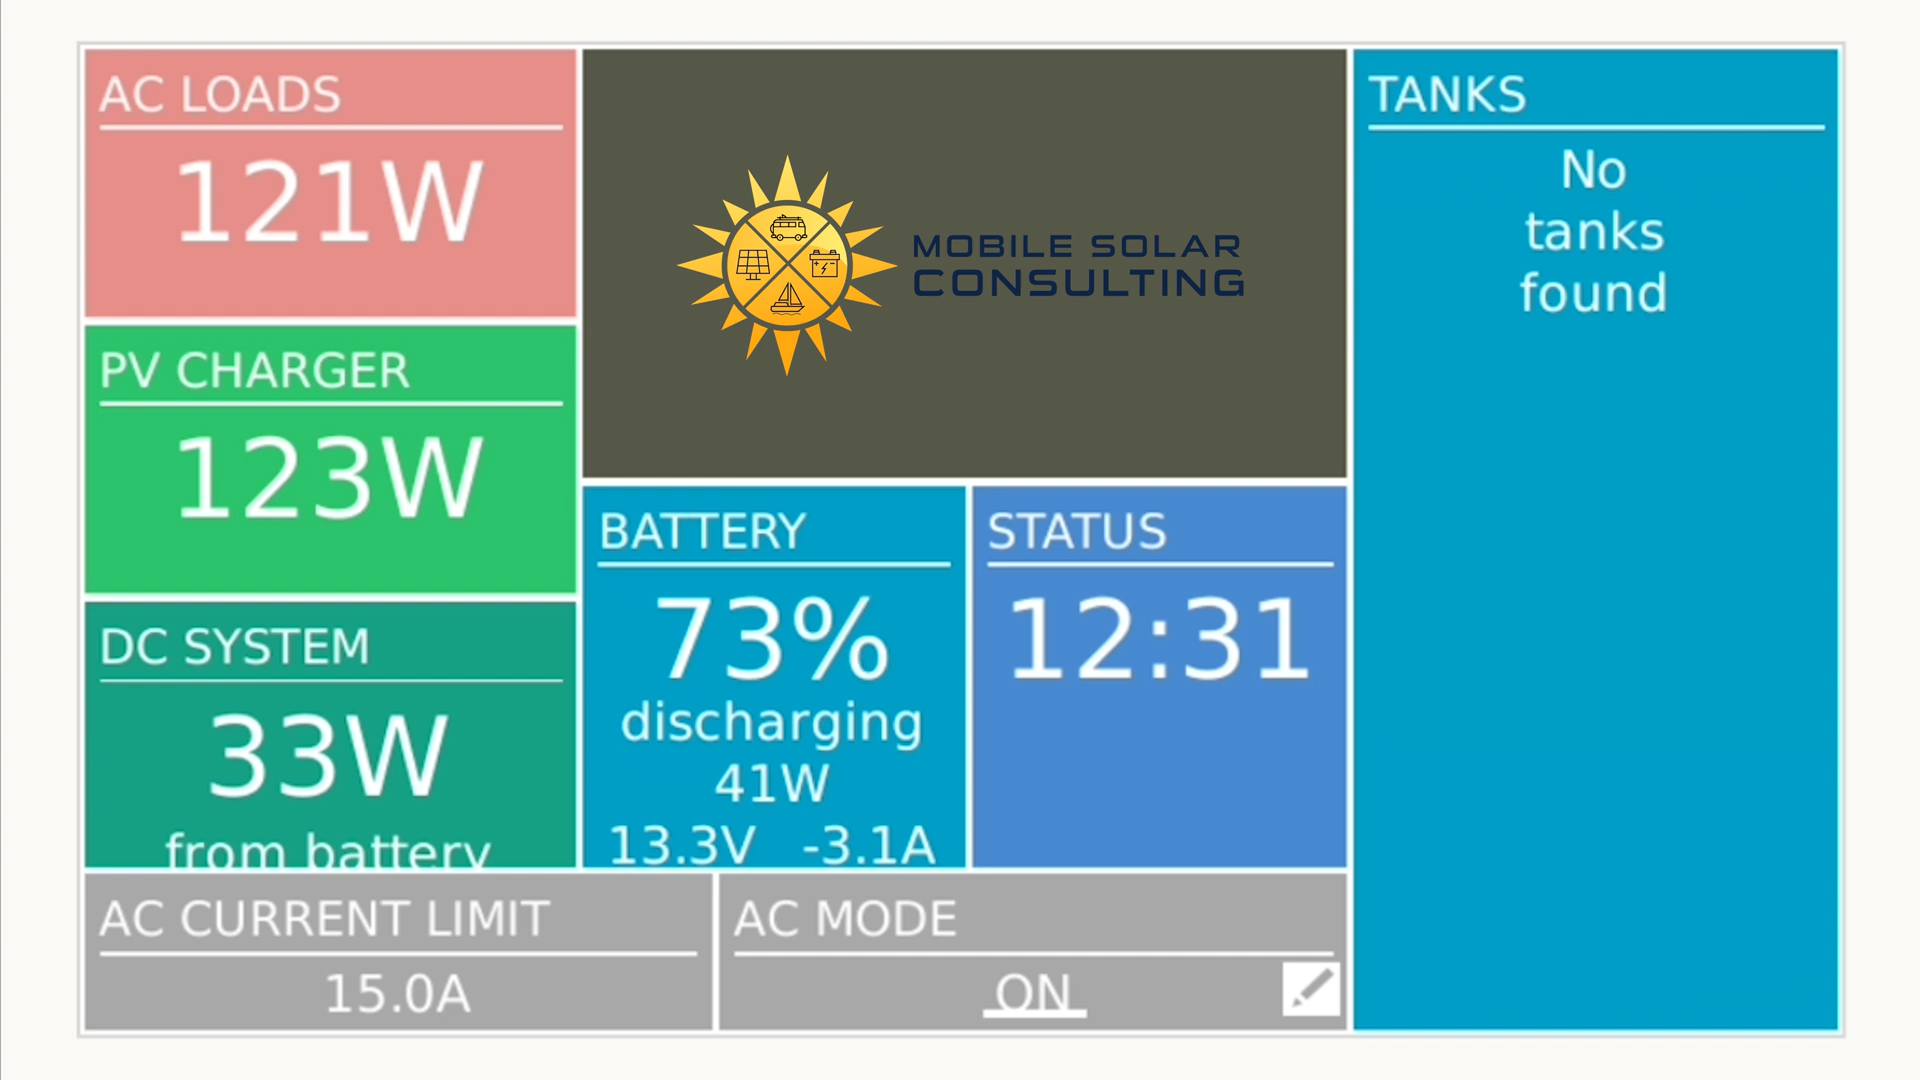 AC LOADS
121W
PV CHARGER
123W
DC SYSTEM
33W
from battery
MOBILE SOLAR
CONSULTING
BATTERY
73%
discharging
41W
13.3V -3.1A
STATUS
12:31
TANKS
No
tanks
found
AC CURRENT LIMIT
15.0A
AC MODE
ON